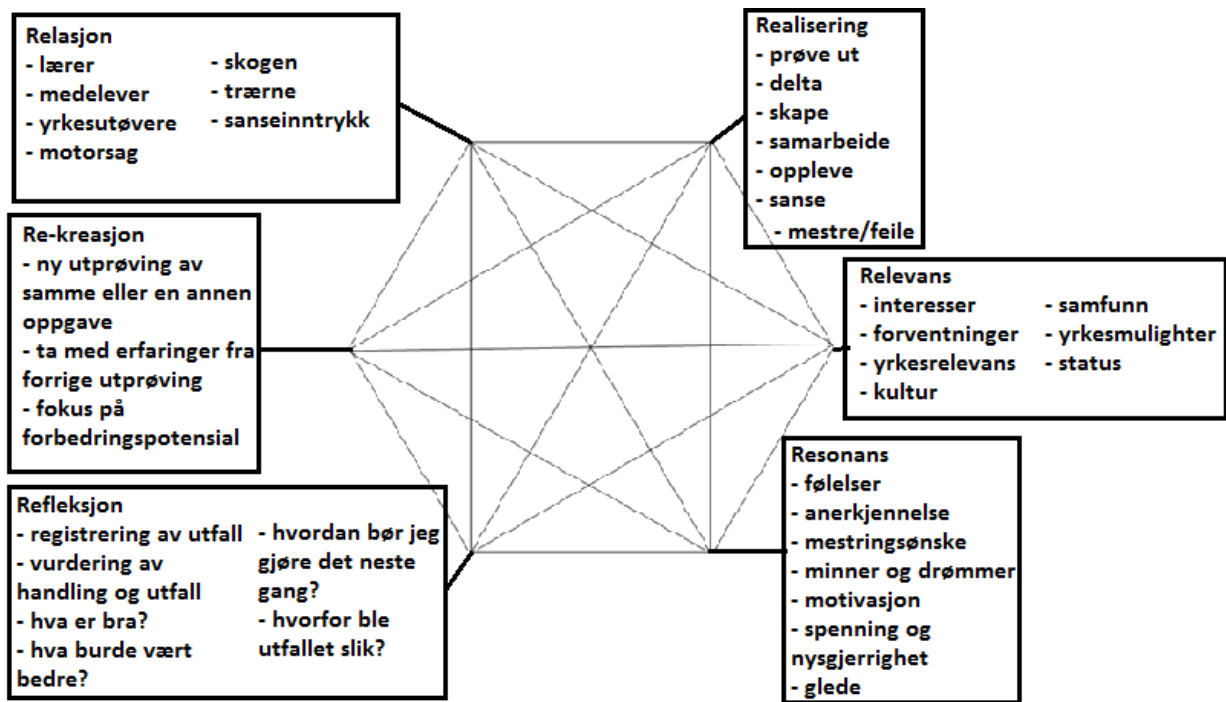 Relasjon
- lærer
- medelever
- yrkesutøvere
- motorsag
- skogen
- trærne
- sanseinntrykk
Realisering
- prøve ut
- delta
- skape
- samarbeide
- oppleve
- sanse
- mestre/feile
Re-kreasjon
- ny utprøving av
samme eller en annen
oppgave
- ta med erfaringer fra
forrige utprøving
- fokus på
forbedringspotensial
Relevans
- interesser
- forventninger
- yrkesrelevans
- kultur
- samfunn
- yrkesmulighter
- status
Refleksjon
- registrering av utfall
- vurdering av
handling og utfall
- hva er bra?
- hva burde vært
bedre?
- hvordan bør jeg
gjøre det neste
gang?
- hvorfor ble
utfallet slik?
Resonans
- følelser
- anerkjennelse
- mestringsønske
- minner og drømmer
- motivasjon
- spenning og
nysgjerrighet
- glede